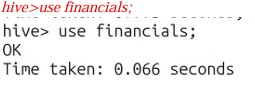 hive>use financials;
hive> use financials;
OK
Time taken: 0.066 seconds